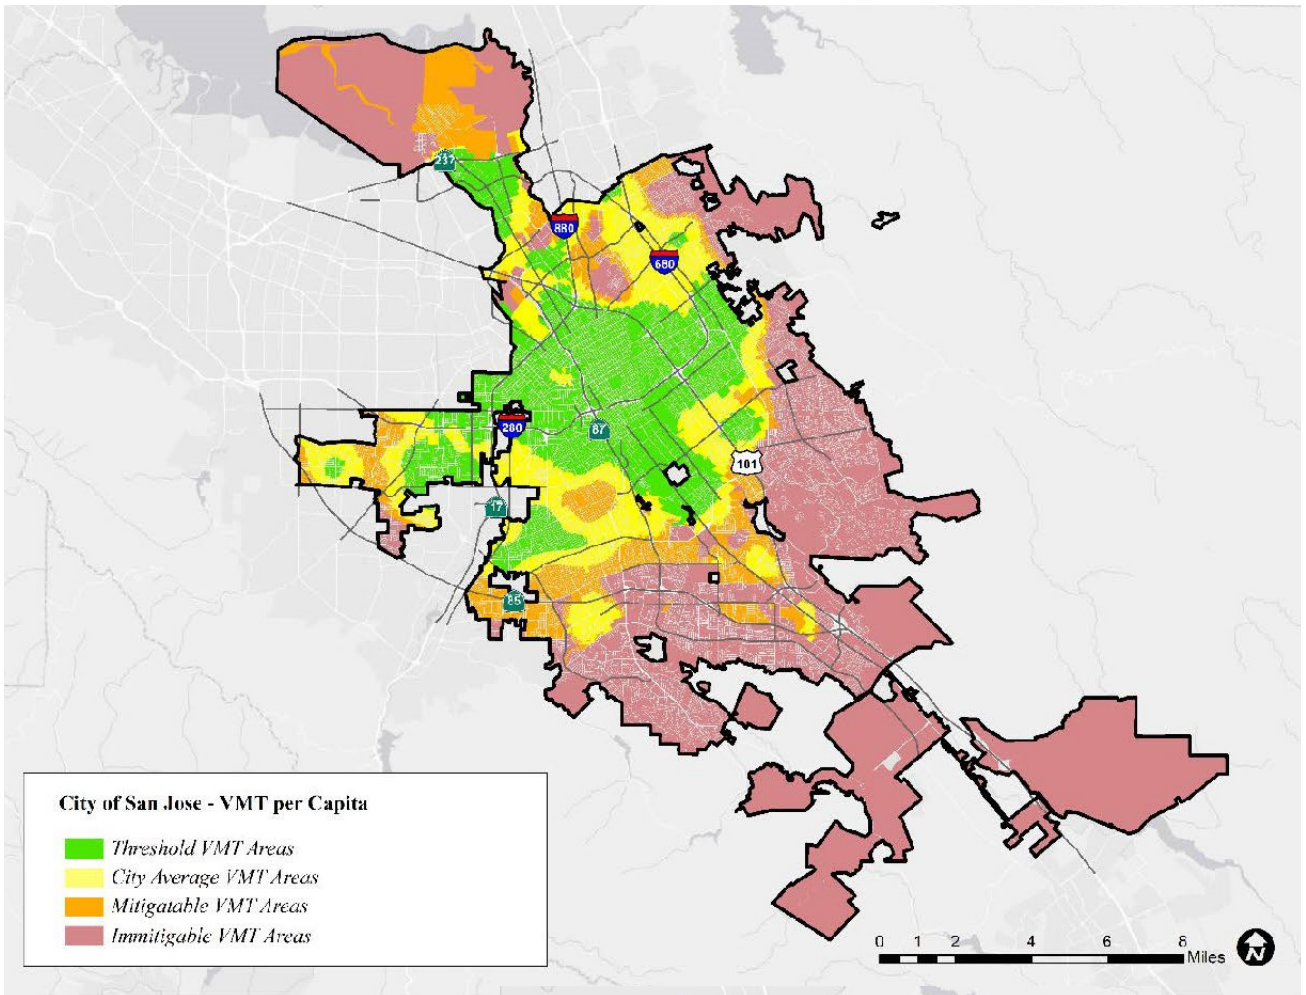 237
880
680
280
87
101
17
85
City of San Jose - VMT per Capita
Threshold VMT Areas
City Average VMT Areas
Mitigatable VMT Areas
Immitigable VMT Areas
0 1 2 4 6 8
Miles
N